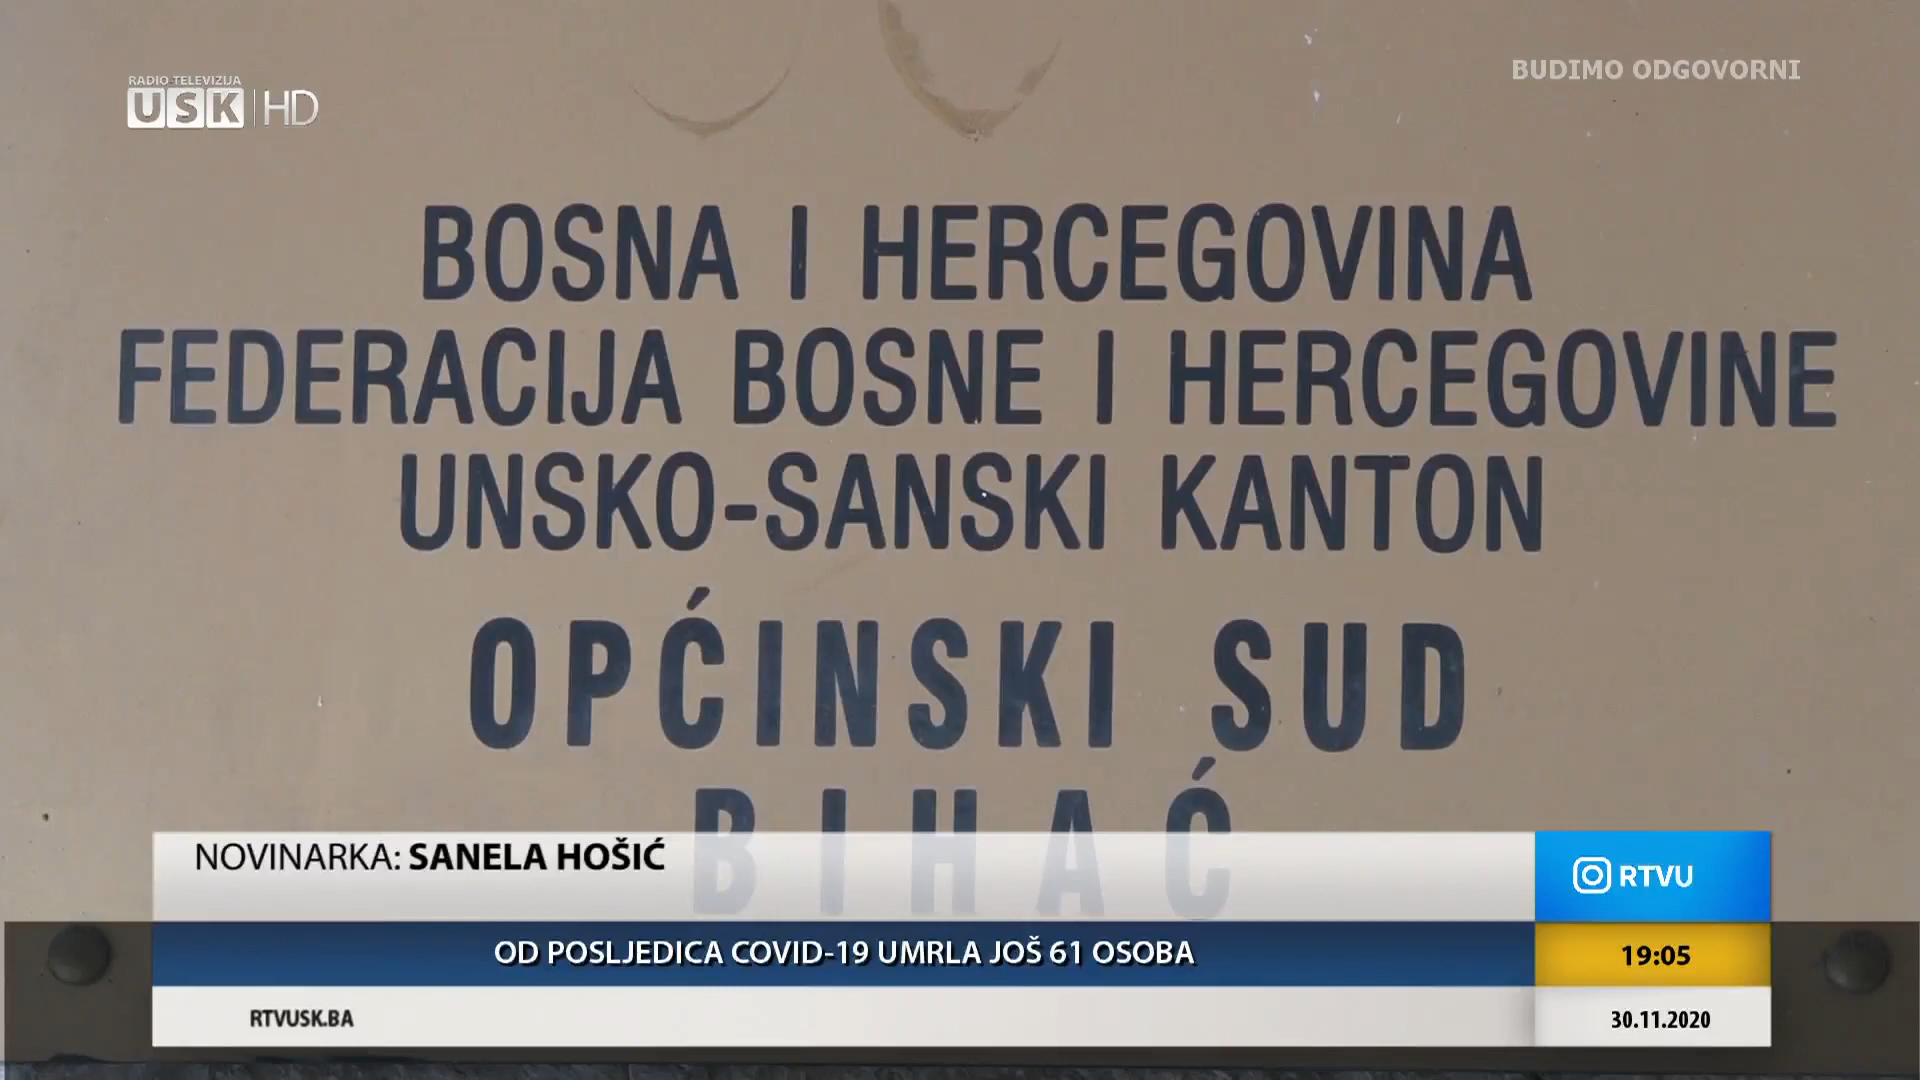 RADIO TELEVIZIJA
USK HD
BUDIMO ODGOVORNI
BOSNA I HERCEGOVINA
FEDERACIJA BOSNE I HERCEGOVINE
UNSKO-SANSKI KANTON
OPĆINSKI SUD
BIHAĆ
NOVINARKA: SANELA HOŠIĆ
RTVU
OD POSLJEDICA COVID-19 UMRLA JOŠ 61 OSOBA
19:05
RTVUSK.BA
30.11.2020